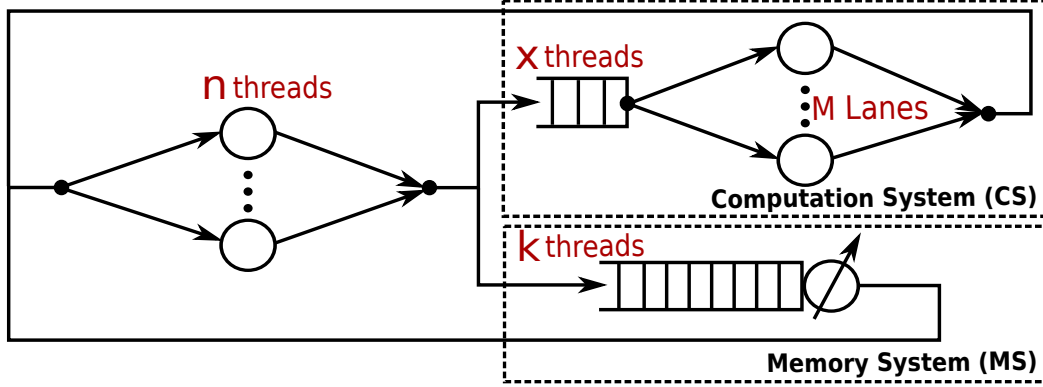 x threads
n threads
M Lanes
Computation System (CS)
k threads
Memory System (MS)